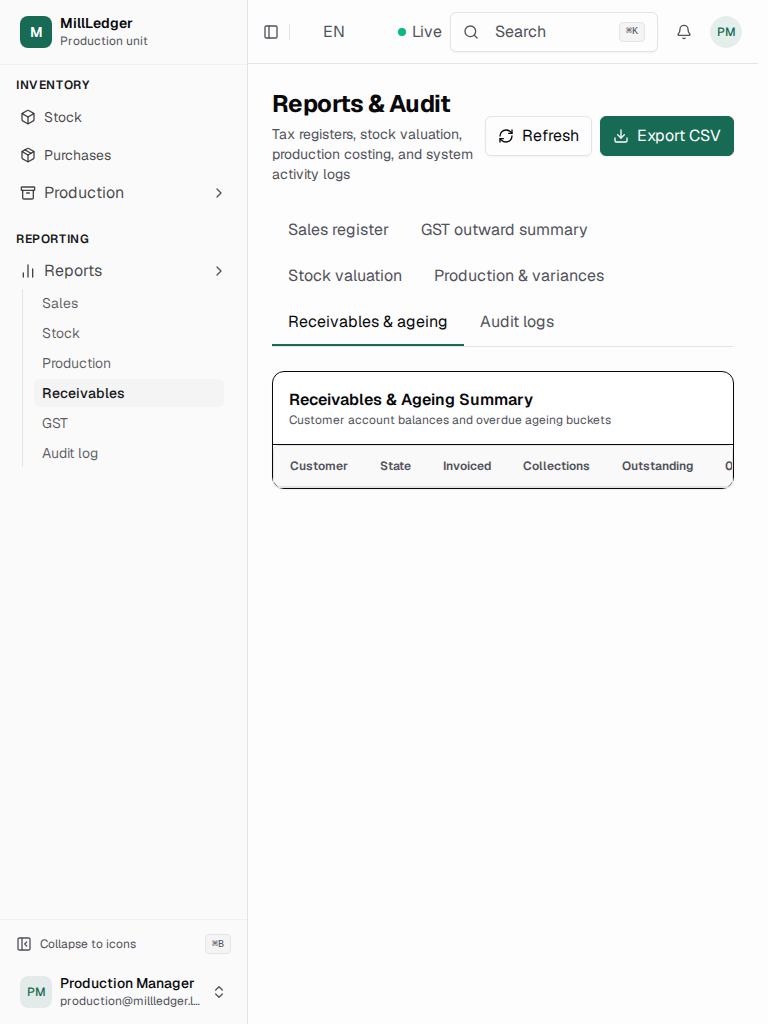 M
MillLedger
Production unit
EN
Live
Search
⌘K
PM
INVENTORY
Stock
Purchases
Production
REPORTING
Reports
Sales
Stock
Production
Receivables
GST
Audit log
Reports & Audit
Tax registers, stock valuation,
production costing, and system
activity logs
Refresh
Export CSV
Sales register
GST outward summary
Stock valuation
Production & variances
Receivables & ageing
Audit logs
Receivables & Ageing Summary
Customer account balances and overdue ageing buckets
Customer State Invoiced Collections Outstanding
Collapse to icons
⌘B
PM
Production Manager
production@millledger.l...